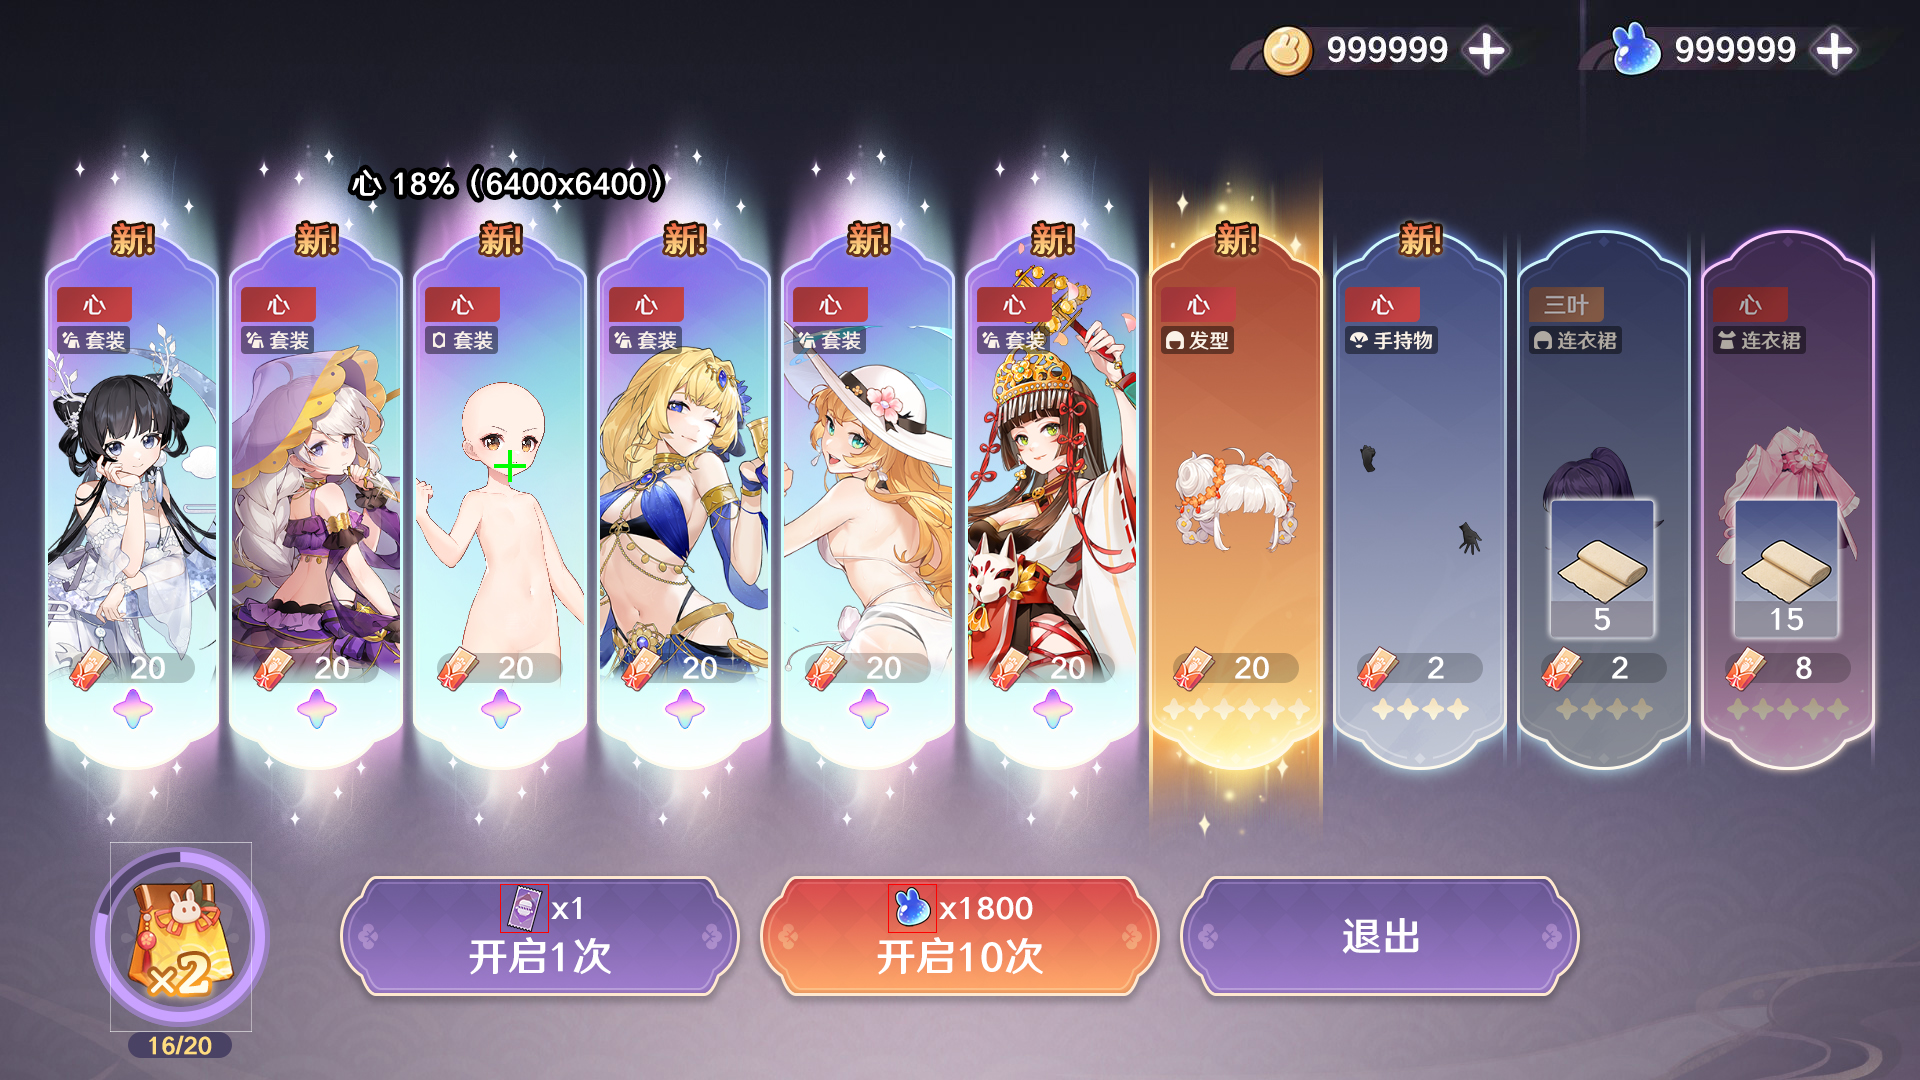 999999
999999
心 18% (6400x6400)
新!
新!
新!
新!
新!
新!
新!
新!
心
心
心
心
心
心
心
心
三叶
心
套装
套装
套装
套装
套装
套装
发型
手持物
连衣裙
连衣裙
5
15
20
20
20
20
20
20
20
2
2
8
x2
16/20
x1
开启1次
x1800
开启10次
退出